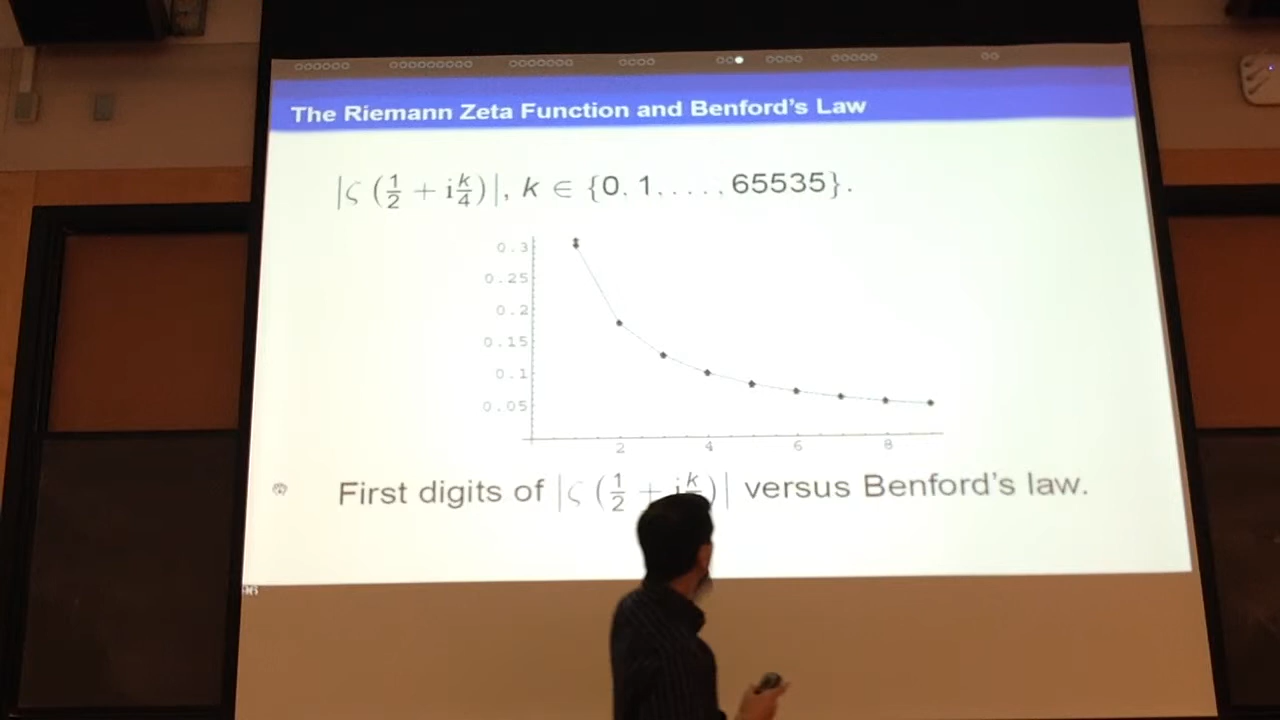 The Riemann Zeta Function and Benford's Law
|ζ (1/2 + i k/4)|, k ∈ {0, 1, . . . , 65535}.
0.3
0.25
0.2
0.15
0.1
0.05
2 4 6 8
First digits of |ζ (1/2 + i k/)| versus Benford's law.